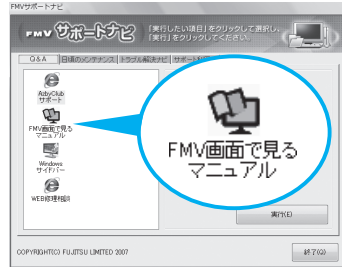 FMVサポートナビ
FMV サポートナビ
「実行したい項目」をクリックして選択し、
「実行」をクリックしてください。
Q&A
日頃のメンテナンス
トラブル解決ナビ
AzbyClub
サポート
FMV画面で見る
マニュアル
Windows
サイドバー
WEB修理相談
FMV画面で見る
マニュアル
実行(E)
COPYRIGHT(C) FUJITSU LIMITED 2007
終了(Q)